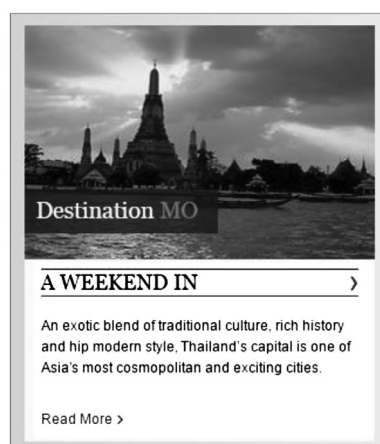 Destination MO
A WEEKEND IN
An exotic blend of traditional culture, rich history
and hip modern style, Thailand's capital is one of
Asia's most cosmopolitan and exciting cities.
Read More >